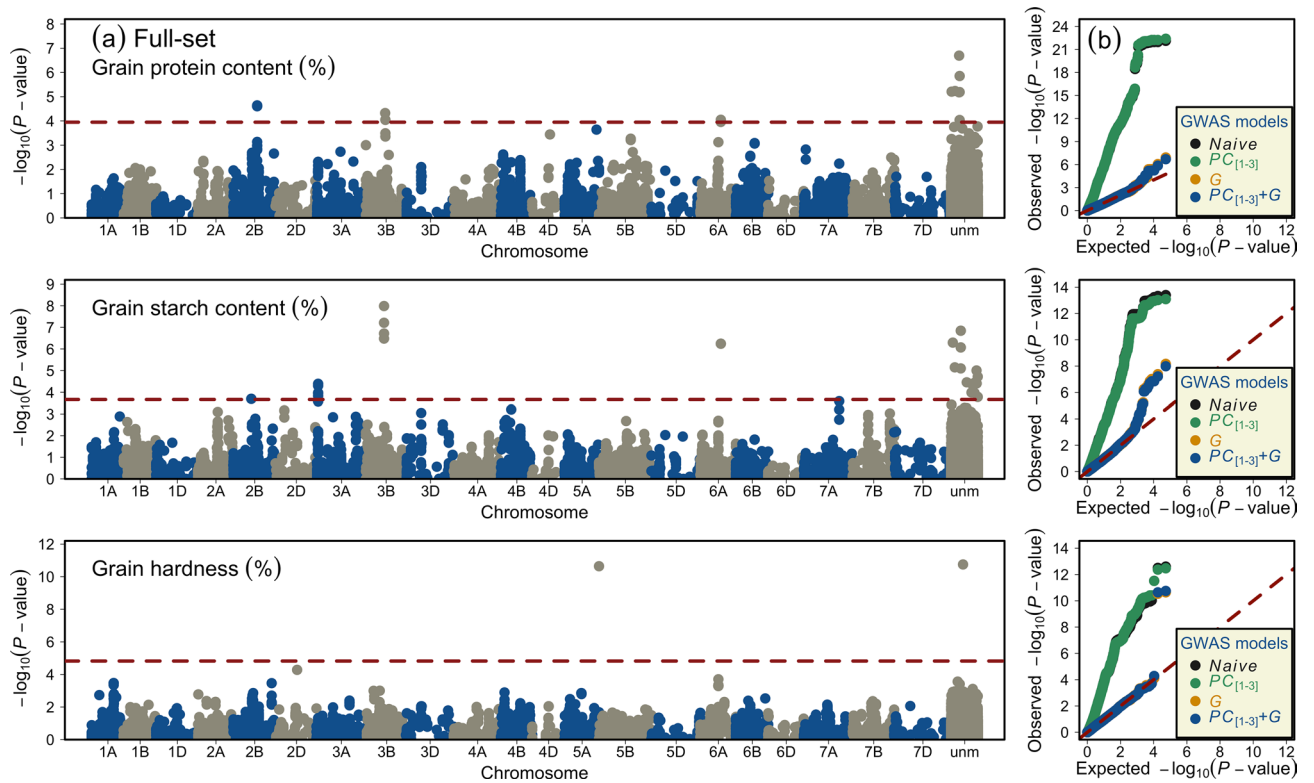 (a) Full-set
Grain protein content (%)
−log10(P − value)
8
7
6
5
4
3
2
1
0
1A 1B 1D 2A 2B 2D 3A 3B 3D 4A 4B 4D 5A 5B 5D 6A 6B 6D 7A 7B 7D unm
Chromosome
(b)
Observed −log10(P − value)
24
21
18
15
12
9
6
3
0
GWAS models
Naive
PC[1-3]
G
PC[1-3]+G
0 2 4 6 8 10 12
Expected −log10(P − value)
Grain starch content (%)
−log10(P − value)
9
8
7
6
5
4
3
2
1
0
1A 1B 1D 2A 2B 2D 3A 3B 3D 4A 4B 4D 5A 5B 5D 6A 6B 6D 7A 7B 7D unm
Chromosome
Observed −log10(P − value)
14
12
10
8
6
4
2
0
GWAS models
Naive
PC[1-3]
G
PC[1-3]+G
0 2 4 6 8 10 12
Expected −log10(P − value)
Grain hardness (%)
−log10(P − value)
12
10
8
6
4
2
0
1A 1B 1D 2A 2B 2D 3A 3B 3D 4A 4B 4D 5A 5B 5D 6A 6B 6D 7A 7B 7D unm
Chromosome
Observed −log10(P − value)
14
12
10
8
6
4
2
0
GWAS models
Naive
PC[1-3]
G
PC[1-3]+G
0 2 4 6 8 10 12
Expected −log10(P − value)